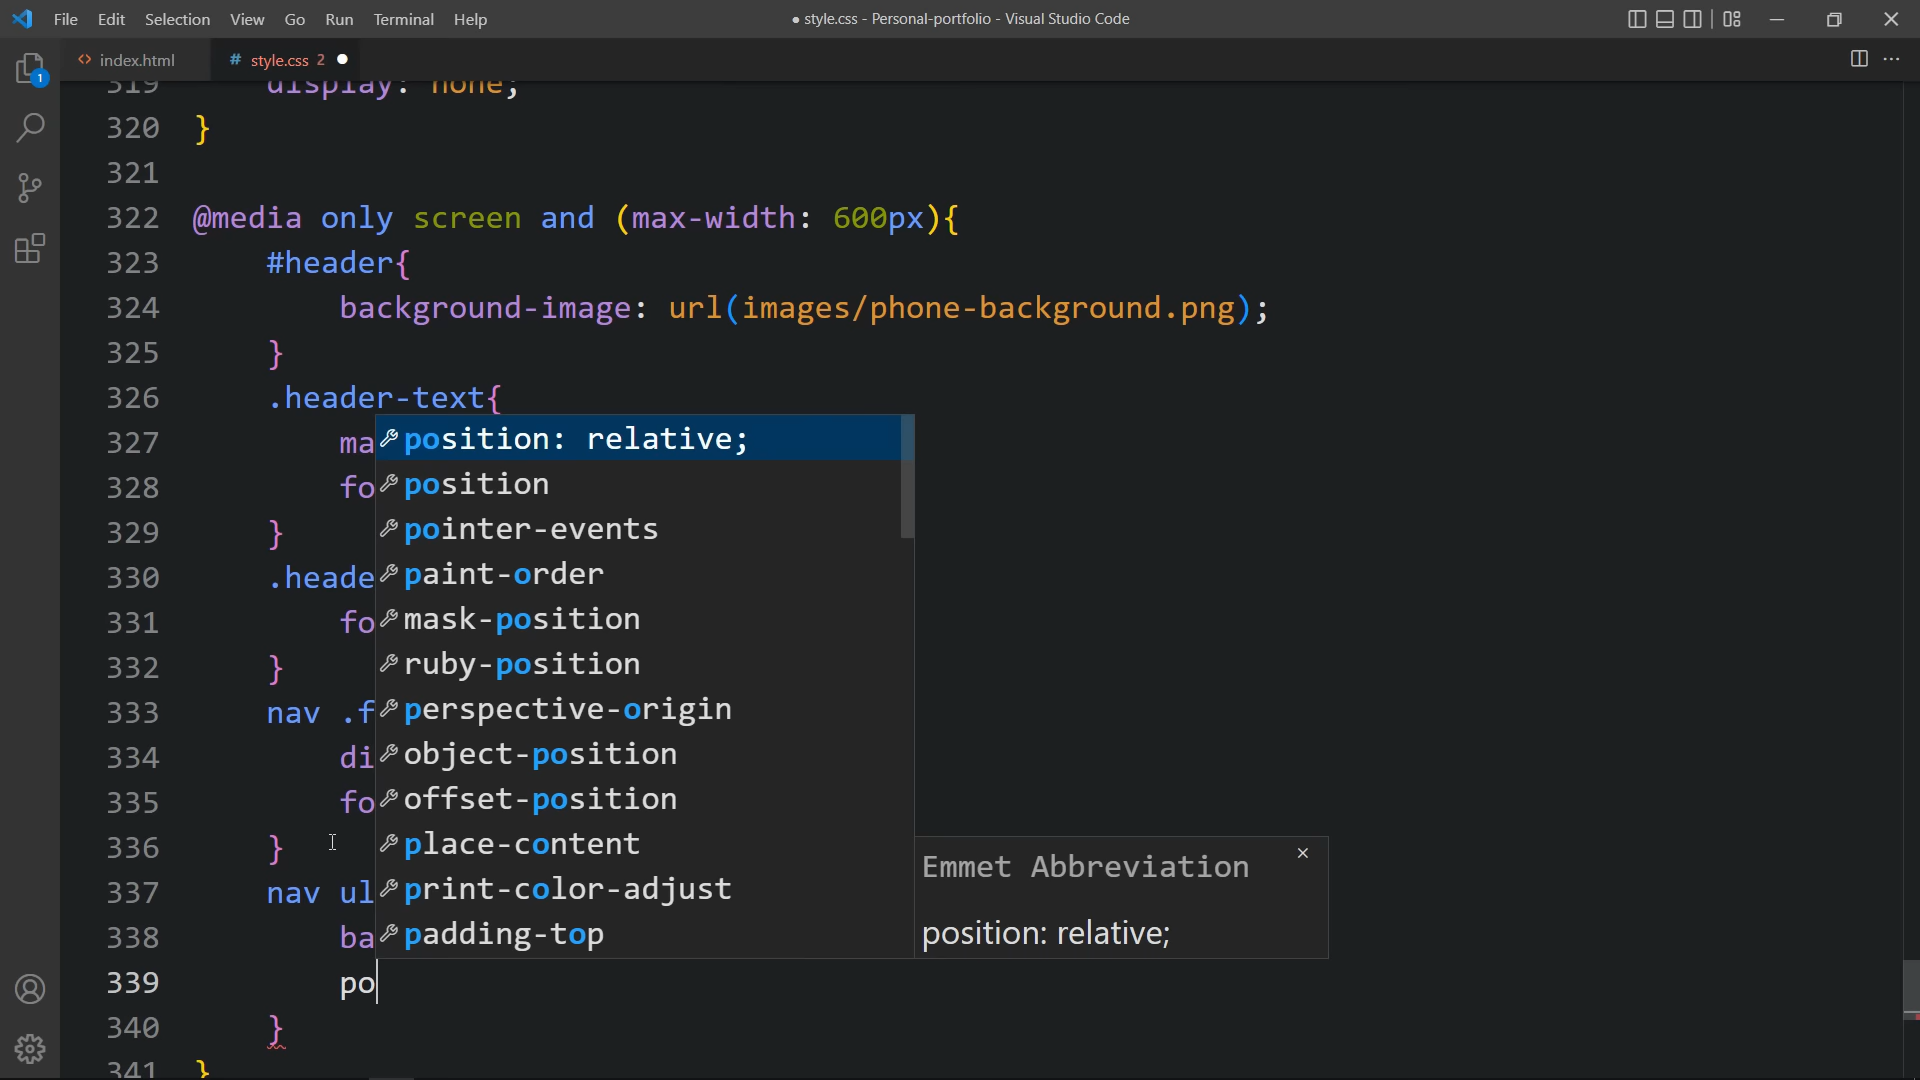 File Edit Selection View Go Run Terminal Help
● style.css - Personal-portfolio - Visual Studio Code
1
<> index.html
# style.css 2 ●
319 display: none;
320 }
321
322 @media only screen and (max-width: 600px){
323 #header{
324 background-image: url(images/phone-background.png);
325 }
326 .header-text{
327 ma
328 fo
329 }
330 .heade
331 fo
332 }
333 nav .f
334 di
335 fo
336 }
337 nav ul
338 ba
339 po
340 }
341 }
position: relative;
position
pointer-events
paint-order
mask-position
ruby-position
perspective-origin
object-position
offset-position
place-content
print-color-adjust
padding-top
Emmet Abbreviation
position: relative;